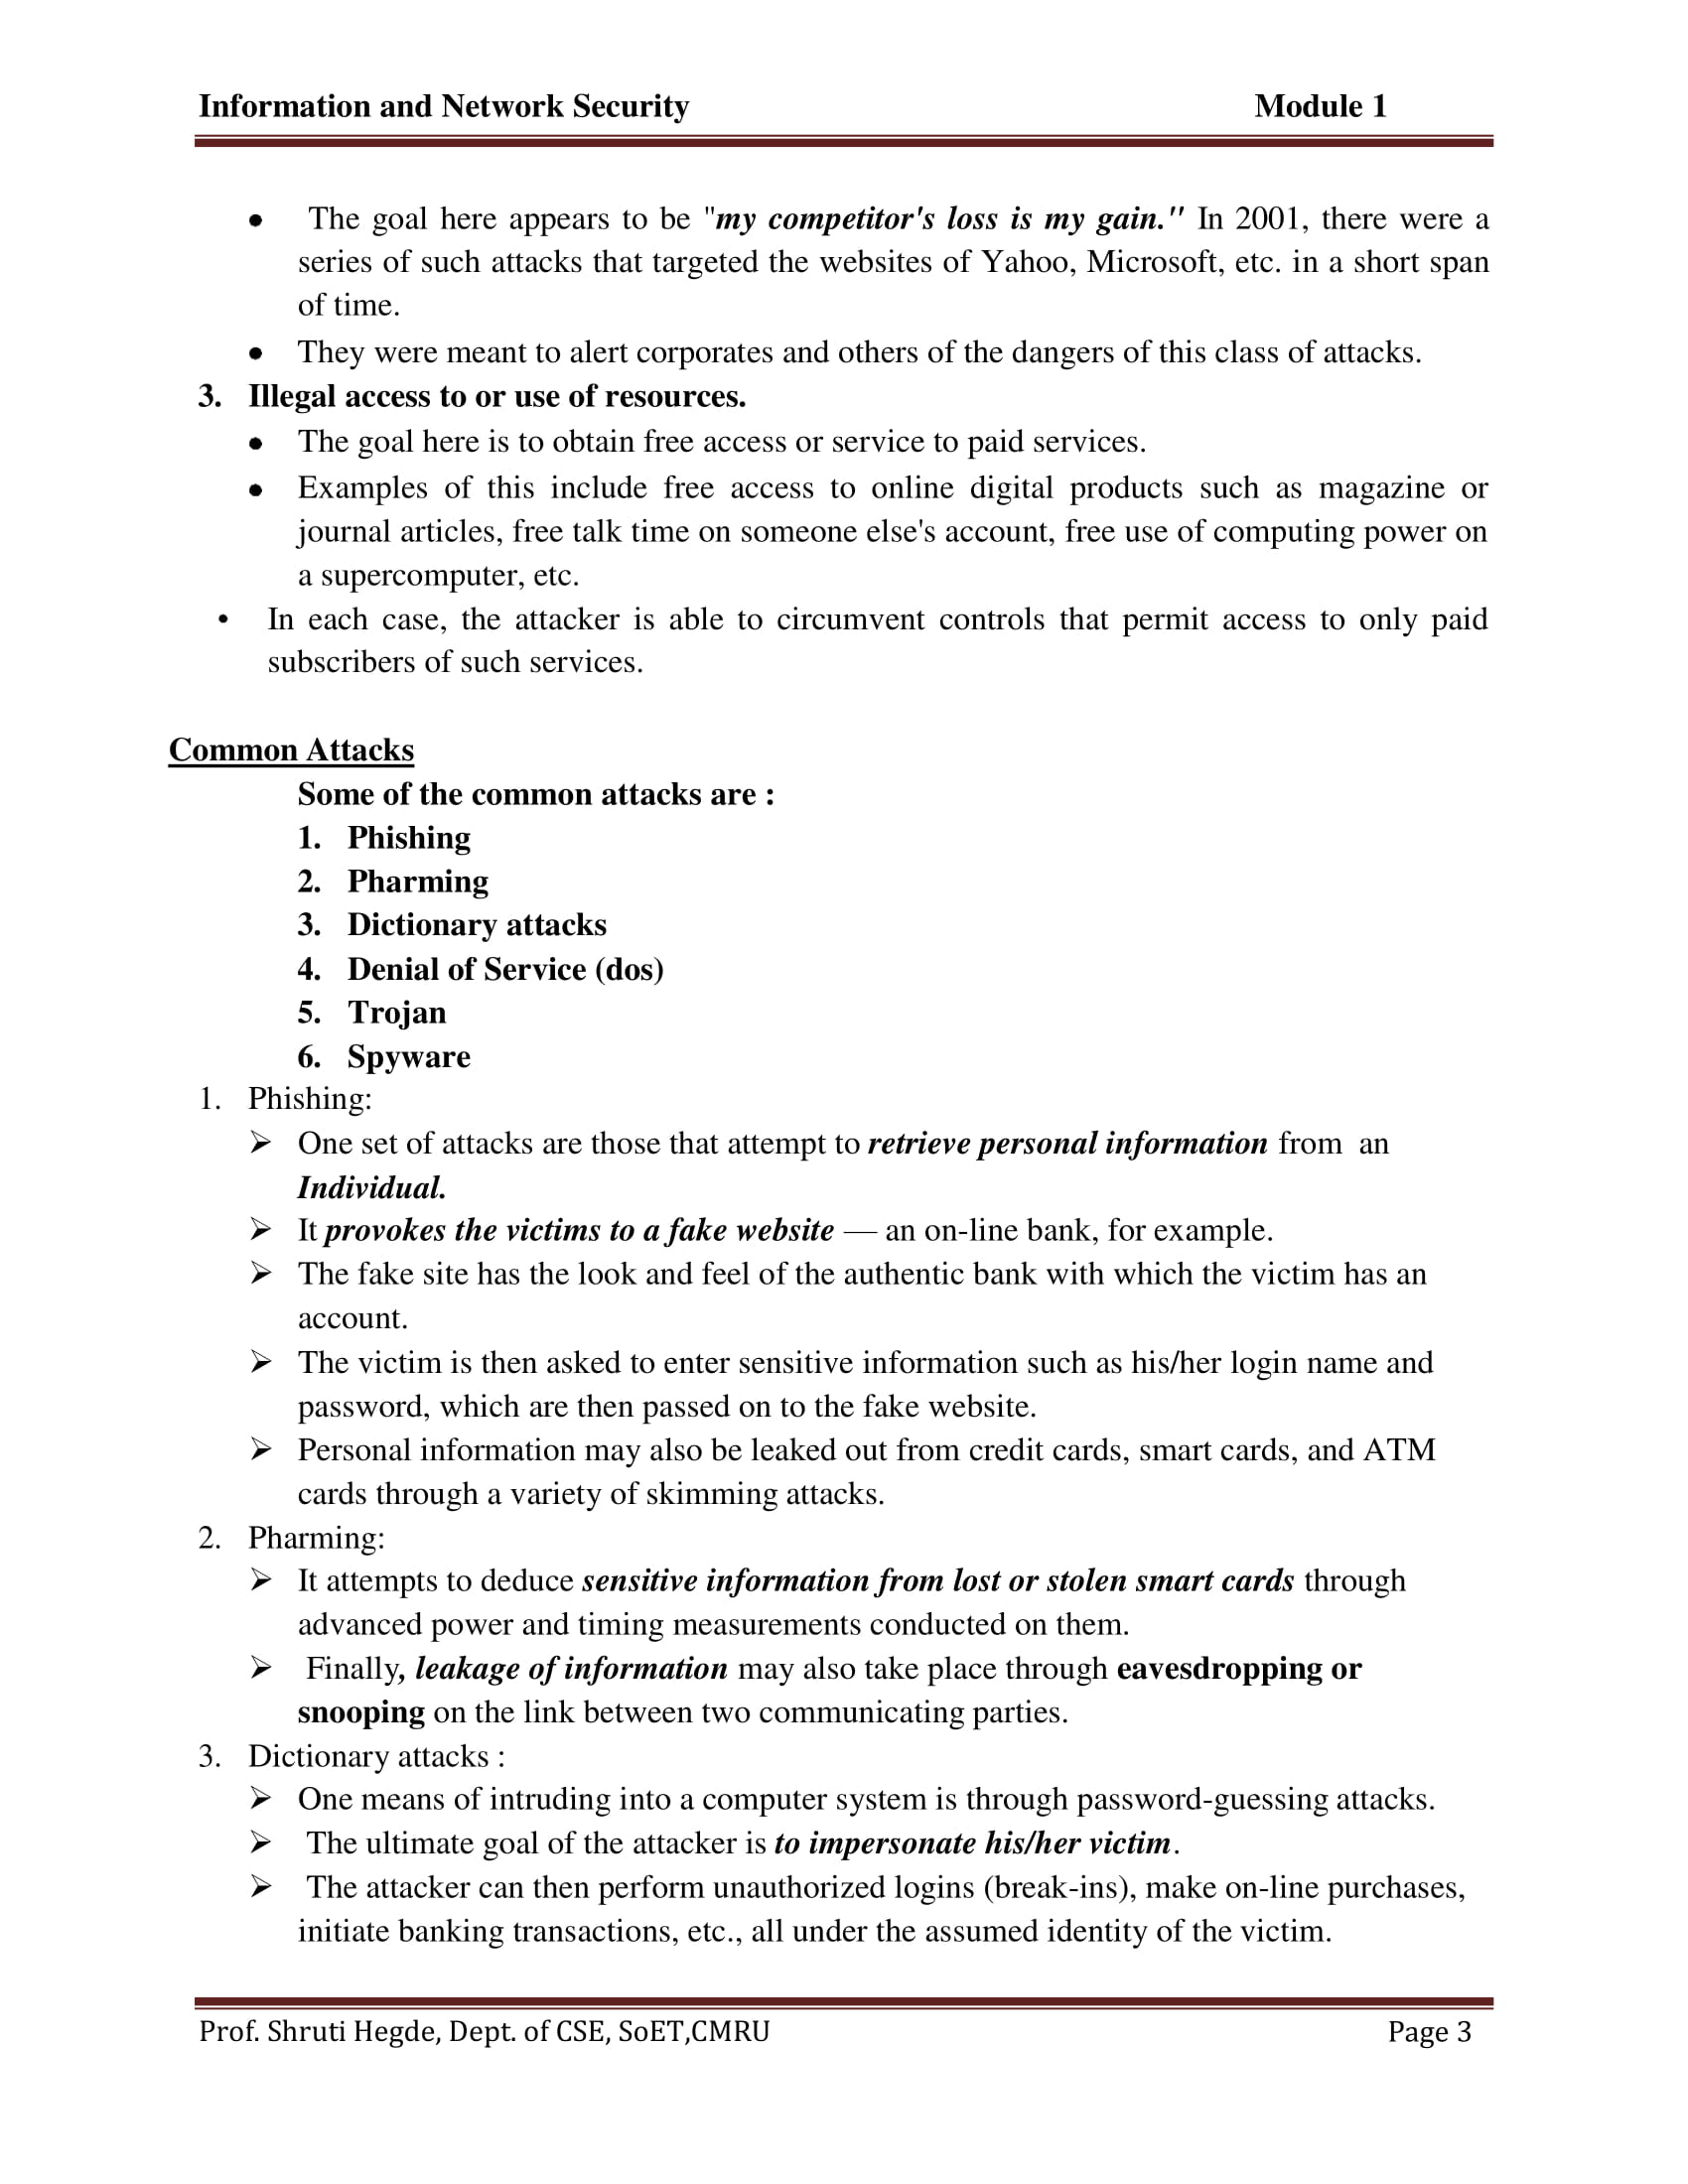 Information and Network Security Module 1
• The goal here appears to be "my competitor's loss is my gain." In 2001, there were a
series of such attacks that targeted the websites of Yahoo, Microsoft, etc. in a short span
of time.
• They were meant to alert corporates and others of the dangers of this class of attacks.
3. Illegal access to or use of resources.
• The goal here is to obtain free access or service to paid services.
• Examples of this include free access to online digital products such as magazine or
journal articles, free talk time on someone else's account, free use of computing power on
a supercomputer, etc.
• In each case, the attacker is able to circumvent controls that permit access to only paid
subscribers of such services.
Common Attacks
Some of the common attacks are :
1. Phishing
2. Pharming
3. Dictionary attacks
4. Denial of Service (dos)
5. Trojan
6. Spyware
1. Phishing:
➢ One set of attacks are those that attempt to retrieve personal information from an
Individual.
➢ It provokes the victims to a fake website — an on-line bank, for example.
➢ The fake site has the look and feel of the authentic bank with which the victim has an
account.
➢ The victim is then asked to enter sensitive information such as his/her login name and
password, which are then passed on to the fake website.
➢ Personal information may also be leaked out from credit cards, smart cards, and ATM
cards through a variety of skimming attacks.
2. Pharming:
➢ It attempts to deduce sensitive information from lost or stolen smart cards through
advanced power and timing measurements conducted on them.
➢ Finally, leakage of information may also take place through eavesdropping or
snooping on the link between two communicating parties.
3. Dictionary attacks :
➢ One means of intruding into a computer system is through password-guessing attacks.
➢ The ultimate goal of the attacker is to impersonate his/her victim.
➢ The attacker can then perform unauthorized logins (break-ins), make on-line purchases,
initiate banking transactions, etc., all under the assumed identity of the victim.
Prof. Shruti Hegde, Dept. of CSE, SoET,CMRU Page 3